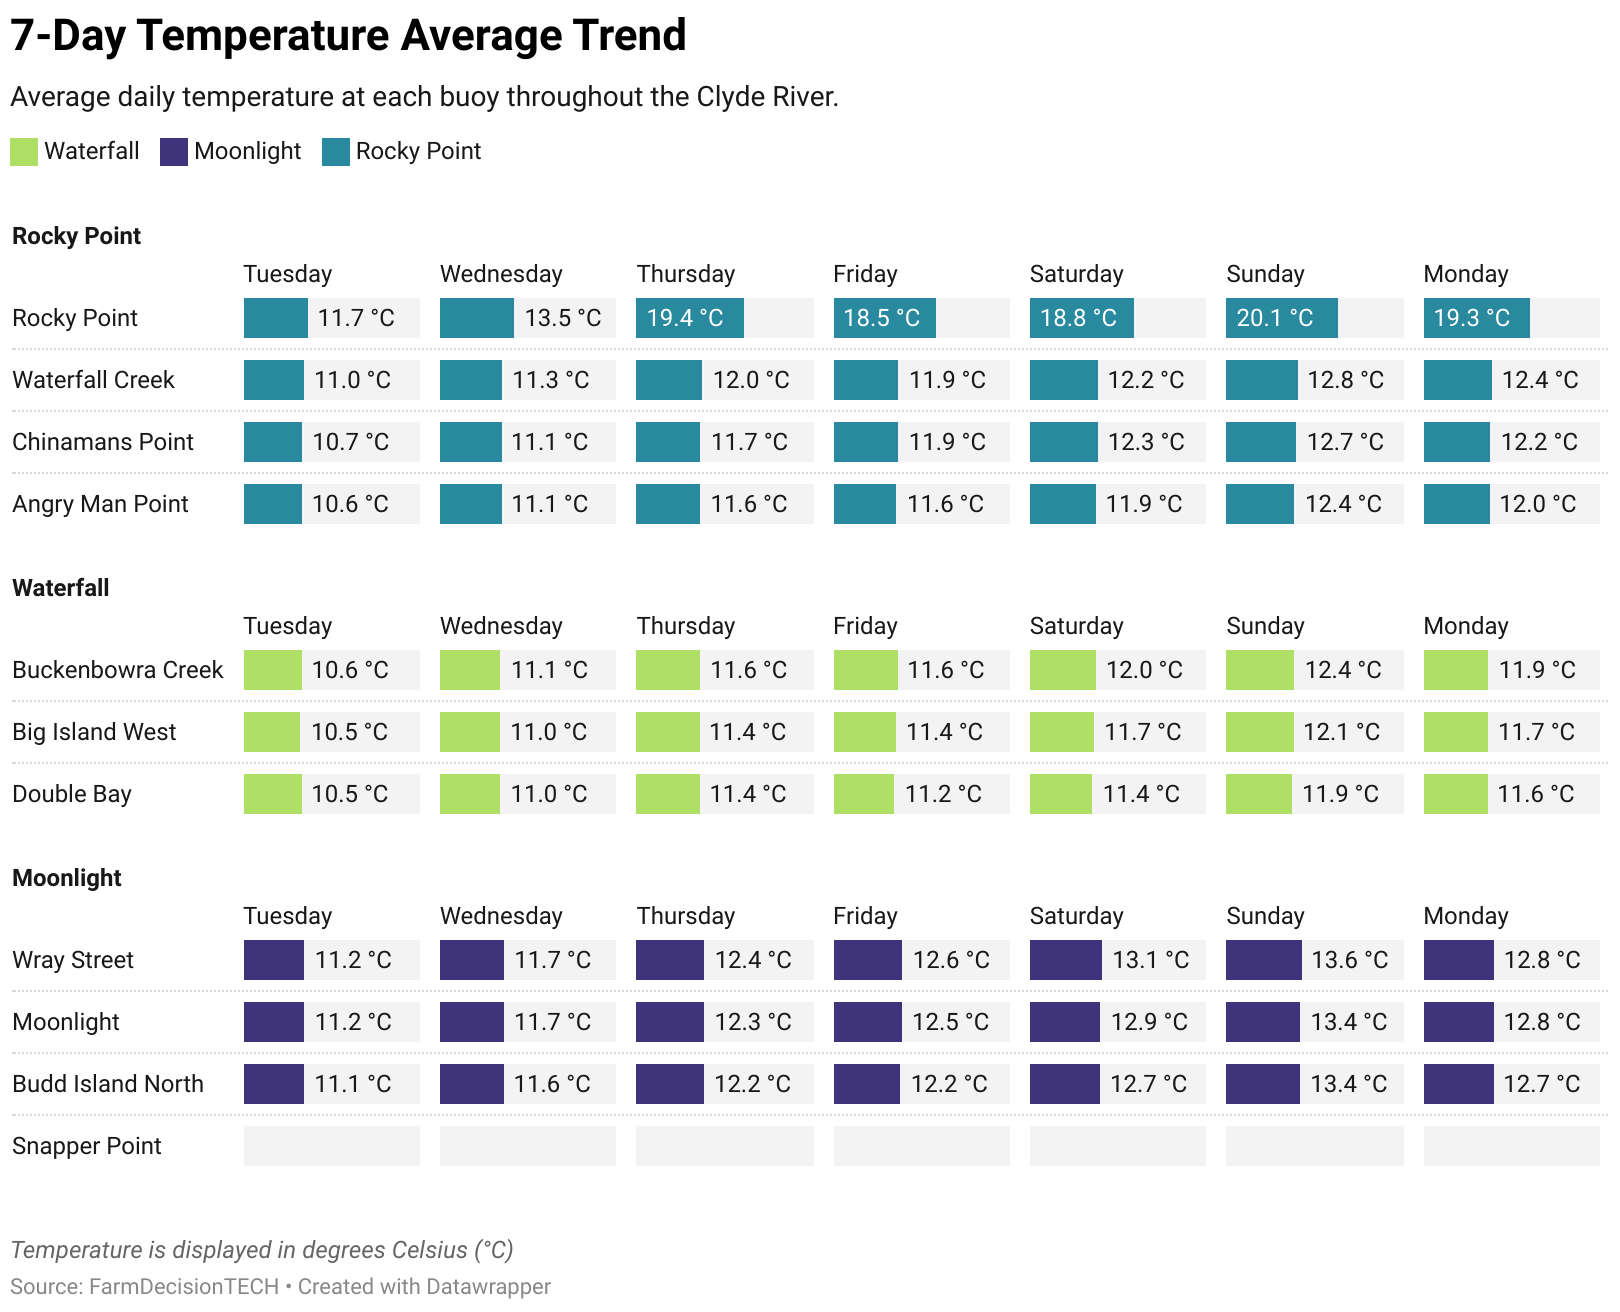 7-Day Temperature Average Trend
Average daily temperature at each buoy throughout the Clyde River.
Waterfall Moonlight Rocky Point
Rocky Point
Tuesday Wednesday Thursday Friday Saturday Sunday Monday
Rocky Point 11.7 °C 13.5 °C 19.4 °C 18.5 °C 18.8 °C 20.1 °C 19.3 °C
Waterfall Creek 11.0 °C 11.3 °C 12.0 °C 11.9 °C 12.2 °C 12.8 °C 12.4 °C
Chinamans Point 10.7 °C 11.1 °C 11.7 °C 11.9 °C 12.3 °C 12.7 °C 12.2 °C
Angry Man Point 10.6 °C 11.1 °C 11.6 °C 11.6 °C 11.9 °C 12.4 °C 12.0 °C
Waterfall
Tuesday Wednesday Thursday Friday Saturday Sunday Monday
Buckenbowra Creek 10.6 °C 11.1 °C 11.6 °C 11.6 °C 12.0 °C 12.4 °C 11.9 °C
Big Island West 10.5 °C 11.0 °C 11.4 °C 11.4 °C 11.7 °C 12.1 °C 11.7 °C
Double Bay 10.5 °C 11.0 °C 11.4 °C 11.2 °C 11.4 °C 11.9 °C 11.6 °C
Moonlight
Tuesday Wednesday Thursday Friday Saturday Sunday Monday
Wray Street 11.2 °C 11.7 °C 12.4 °C 12.6 °C 13.1 °C 13.6 °C 12.8 °C
Moonlight 11.2 °C 11.7 °C 12.3 °C 12.5 °C 12.9 °C 13.4 °C 12.8 °C
Budd Island North 11.1 °C 11.6 °C 12.2 °C 12.2 °C 12.7 °C 13.4 °C 12.7 °C
Snapper Point
Temperature is displayed in degrees Celsius (°C)
Source: FarmDecisionTECH • Created with Datawrapper